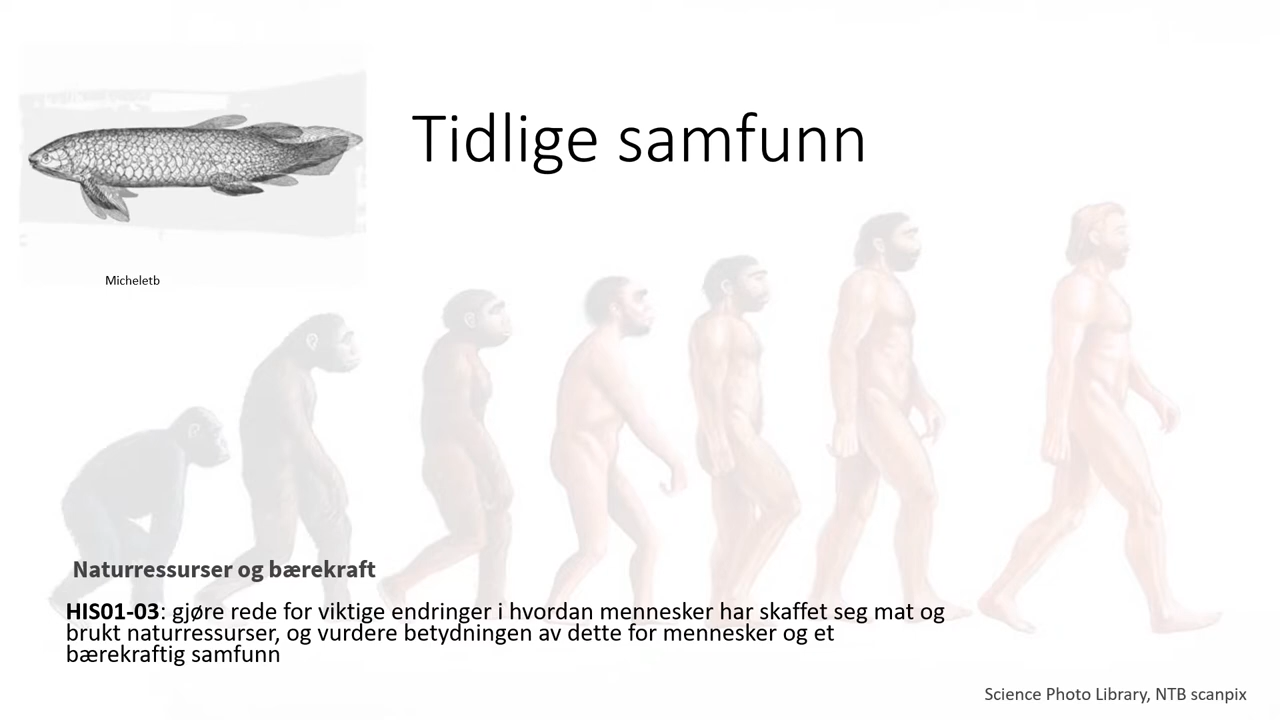 Tidlige samfunn
Micheletb
Naturressurser og bærekraft
HIS01-03: gjøre rede for viktige endringer i hvordan mennesker har skaffet seg mat og
brukt naturressurser, og vurdere betydningen av dette for mennesker og et
bærekraftig samfunn
Science Photo Library, NTB scanpix